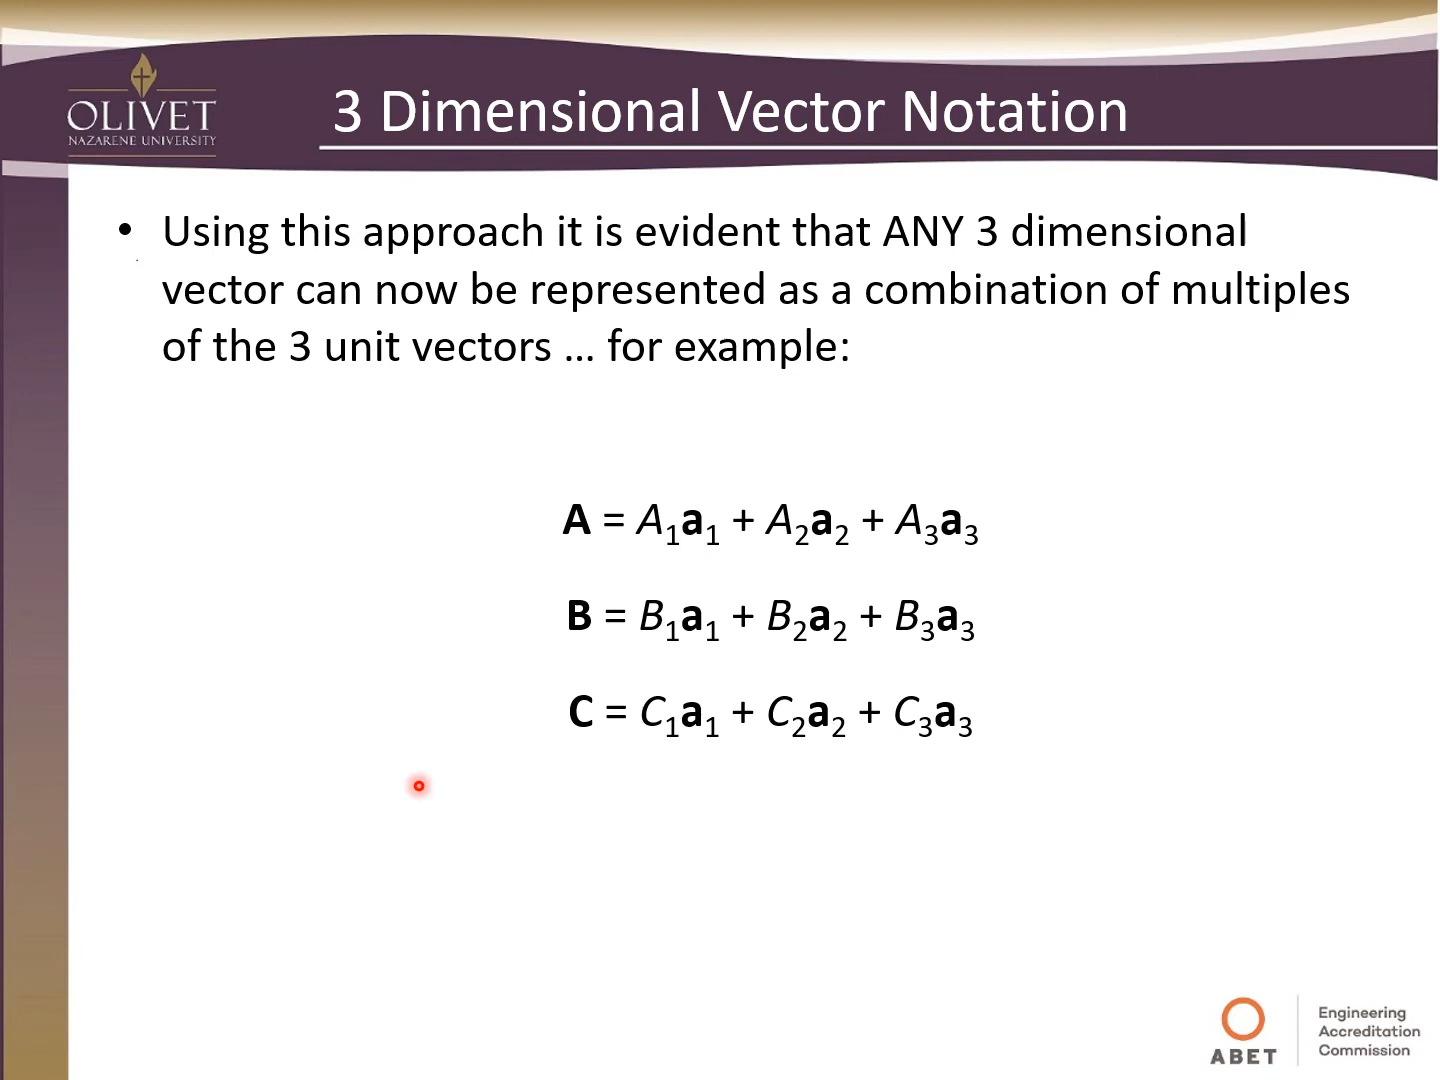 OLIVET
NAZARENE UNIVERSITY
3 Dimensional Vector Notation
• Using this approach it is evident that ANY 3 dimensional
vector can now be represented as a combination of multiples
of the 3 unit vectors … for example:
A = A₁a₁ + A₂a₂ + A₃a₃
B = B₁a₁ + B₂a₂ + B₃a₃
C = C₁a₁ + C₂a₂ + C₃a₃
ABET
Engineering
Accreditation
Commission